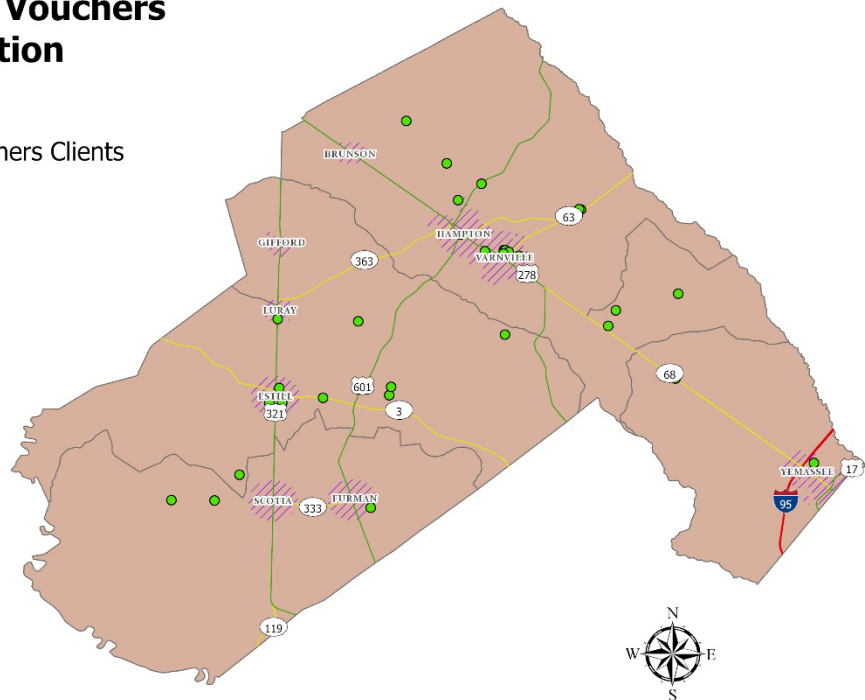 Vouchers
tion
ners Clients
BRUNSON
63
HAMPTON
GIFFORD
VARNVILLE
363
278
LURAY
68
601
ESTILL
3
321
17
YEMASSEE
SCOTIA
FURMAN
333
95
119
N
W E
S